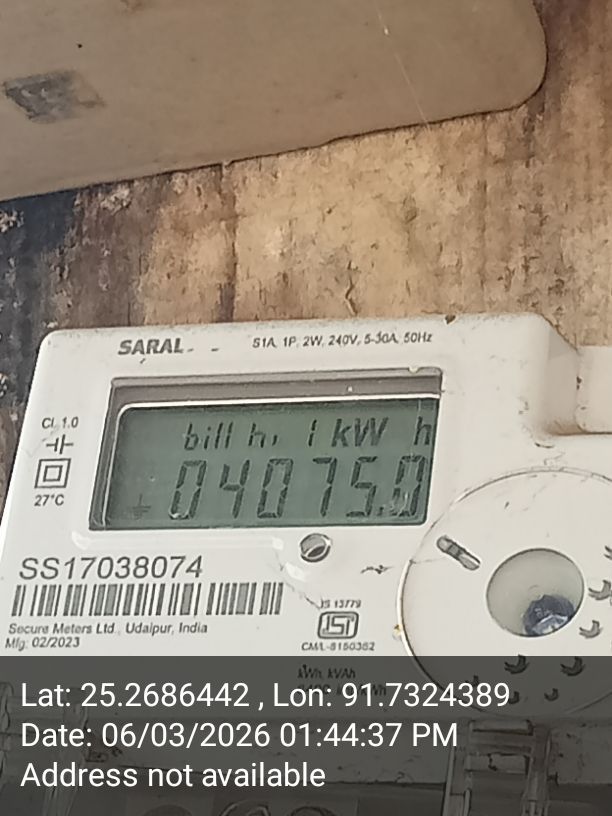 SARAL
S1A, 1P, 2W, 240V, 5-30A, 50Hz
Cl. 1.0
bill hi 1 kW h
04075.0
27°C
SS17038074
IS 13779
Secure Meters Ltd., Udaipur, India
Mfg. 02/2023
CM/L-8150362
kWh, kVAh
Lat: 25.2686442 , Lon: 91.7324389
Date: 06/03/2026 01:44:37 PM
Address not available